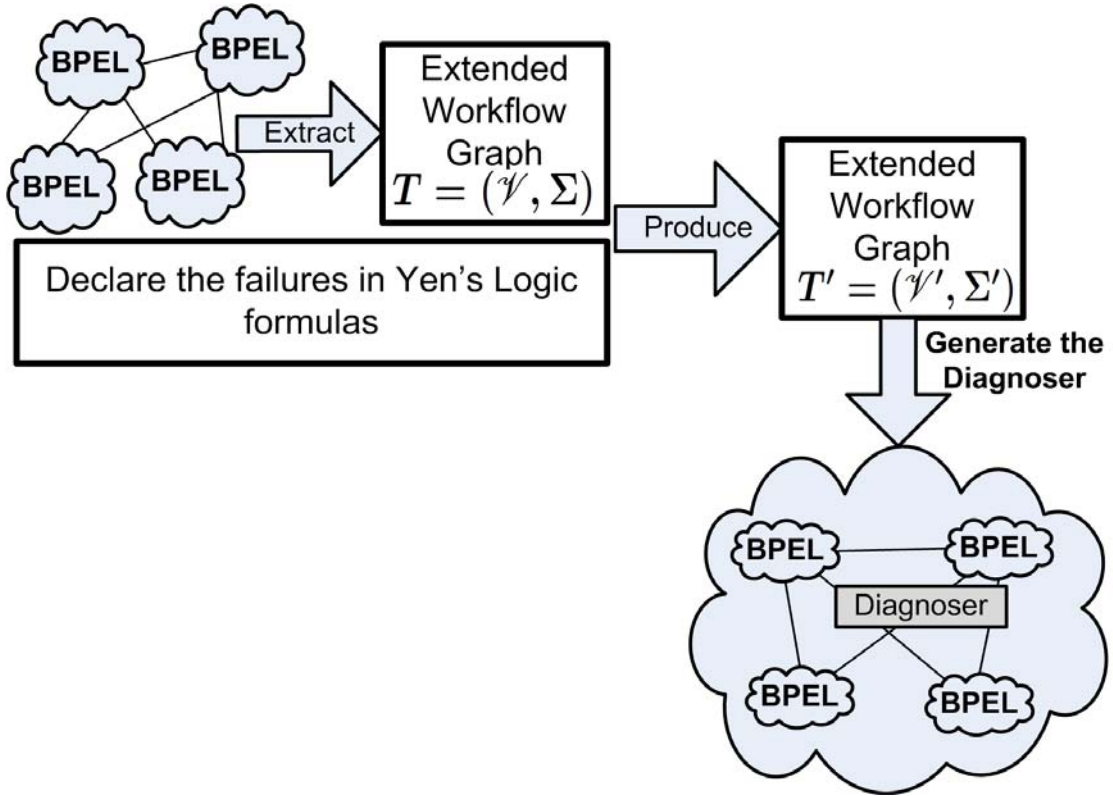 BPEL
BPEL
BPEL
BPEL
Extract
Extended
Workflow
Graph
T = (𝒱, Σ)
Declare the failures in Yen's Logic
formulas
Produce
Extended
Workflow
Graph
T′ = (𝒱′, Σ′)
Generate the
Diagnoser
BPEL
BPEL
Diagnoser
BPEL
BPEL